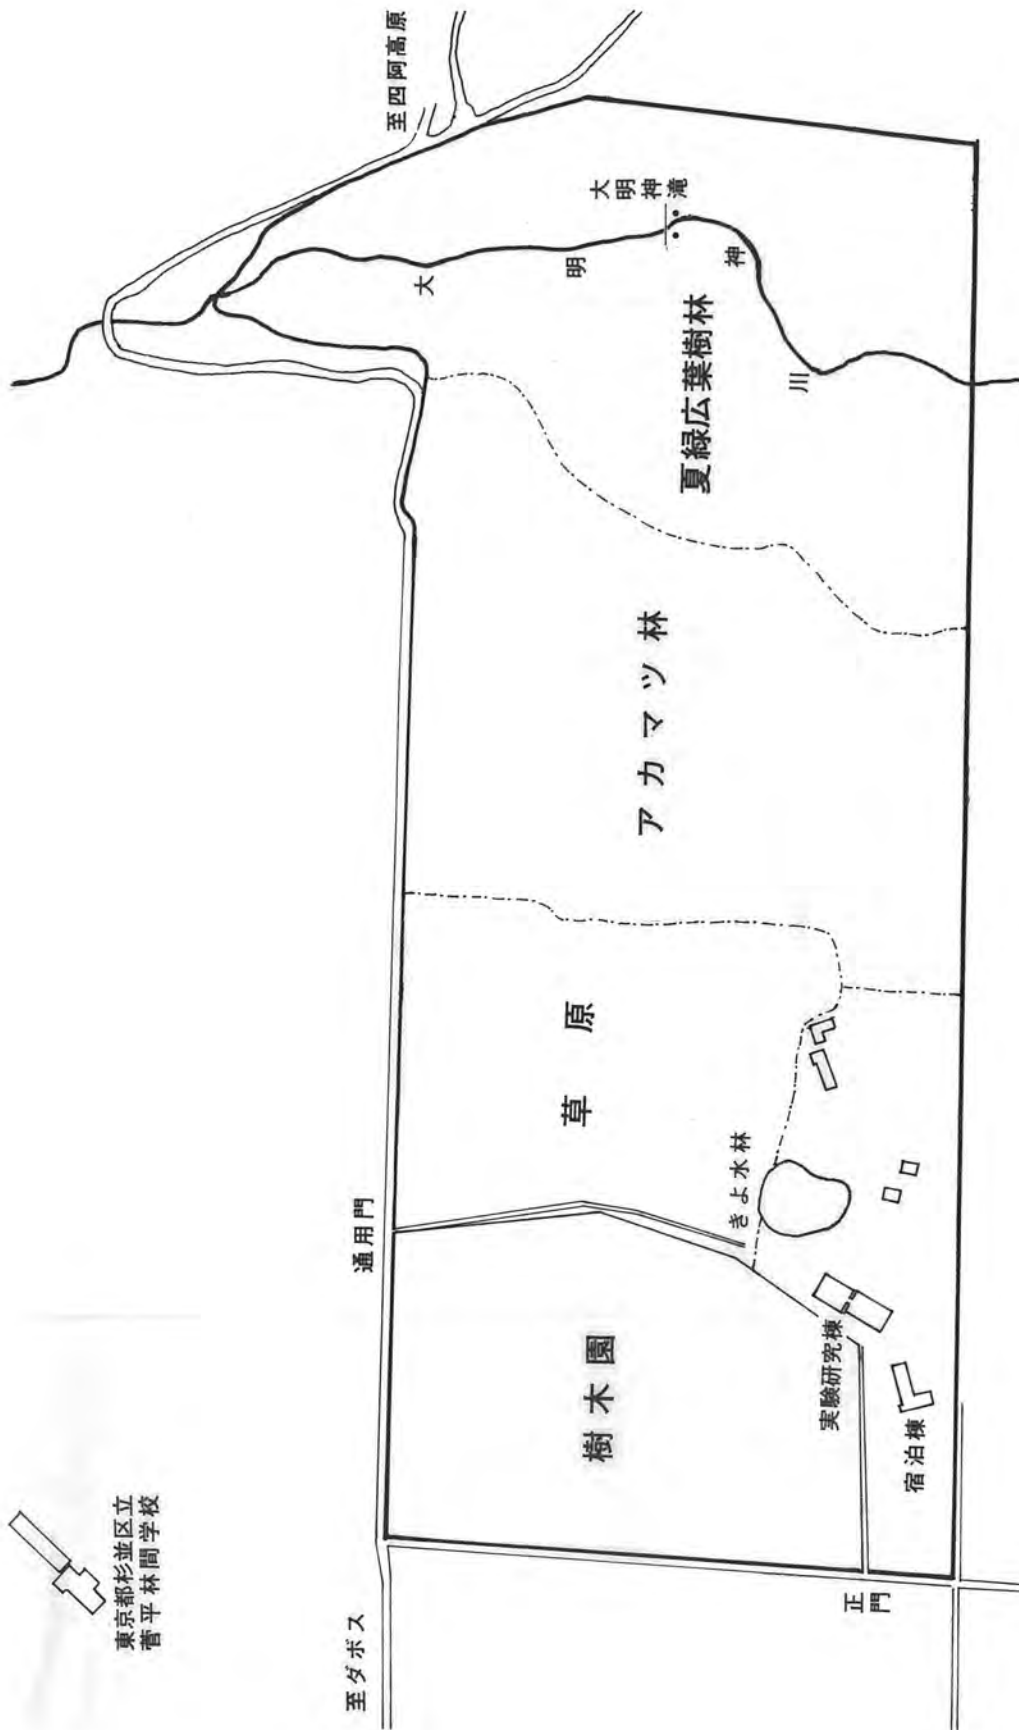 東京都杉並区立
菅平林間学校
至ダボス
通用門
至四阿高原
樹木園
草原
アカマツ林
夏緑広葉樹林
大明神滝
大明神川
きよ水林
実験研究棟
宿泊棟
正門